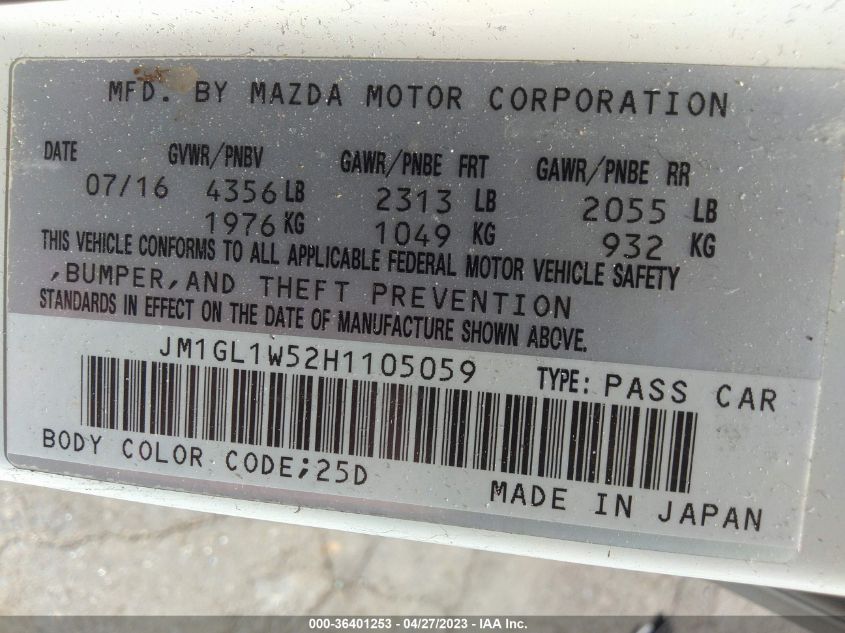 MFD. BY MAZDA MOTOR CORPORATION
DATE GVWR/PNBV GAWR/PNBE FRT GAWR/PNBE RR
07/16 4356 LB 2313 LB 2055 LB
1976 KG 1049 KG 932 KG
THIS VEHICLE CONFORMS TO ALL APPLICABLE FEDERAL MOTOR VEHICLE SAFETY
,BUMPER,AND THEFT PREVENTION
STANDARDS IN EFFECT ON THE DATE OF MANUFACTURE SHOWN ABOVE.
JM1GL1W52H1105059 TYPE: PASS CAR
BODY COLOR CODE;25D
MADE IN JAPAN
000-36401253 - 04/27/2023 - IAA Inc.